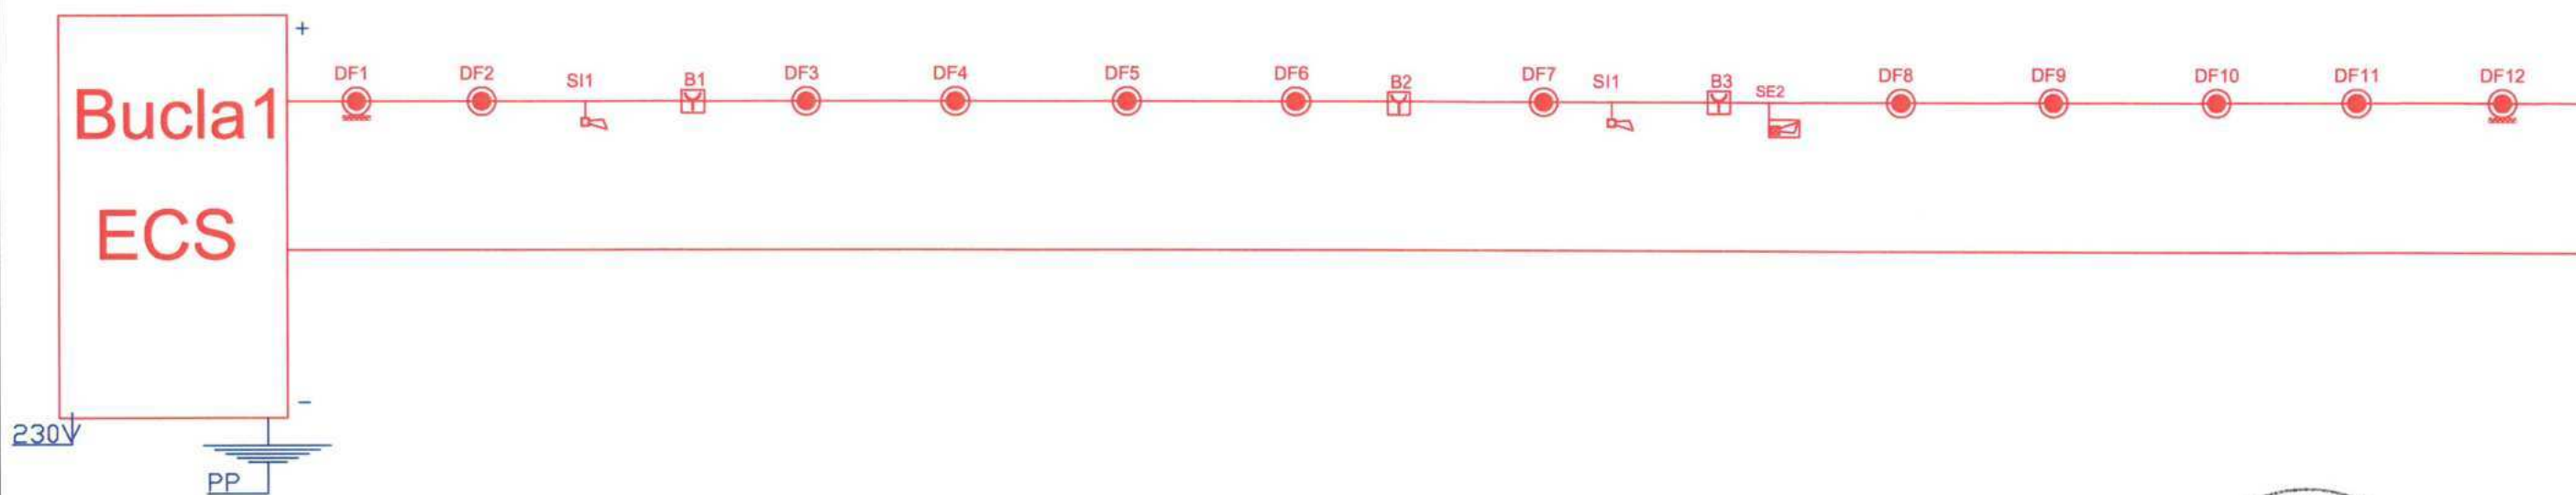 +
DF1 DF2 SI1 B1 DF3 DF4 DF5 DF6 B2 DF7 SI1 B3 SE2 DF8 DF9 DF10 DF11 DF12
Bucla1
ECS
-
230V
PP